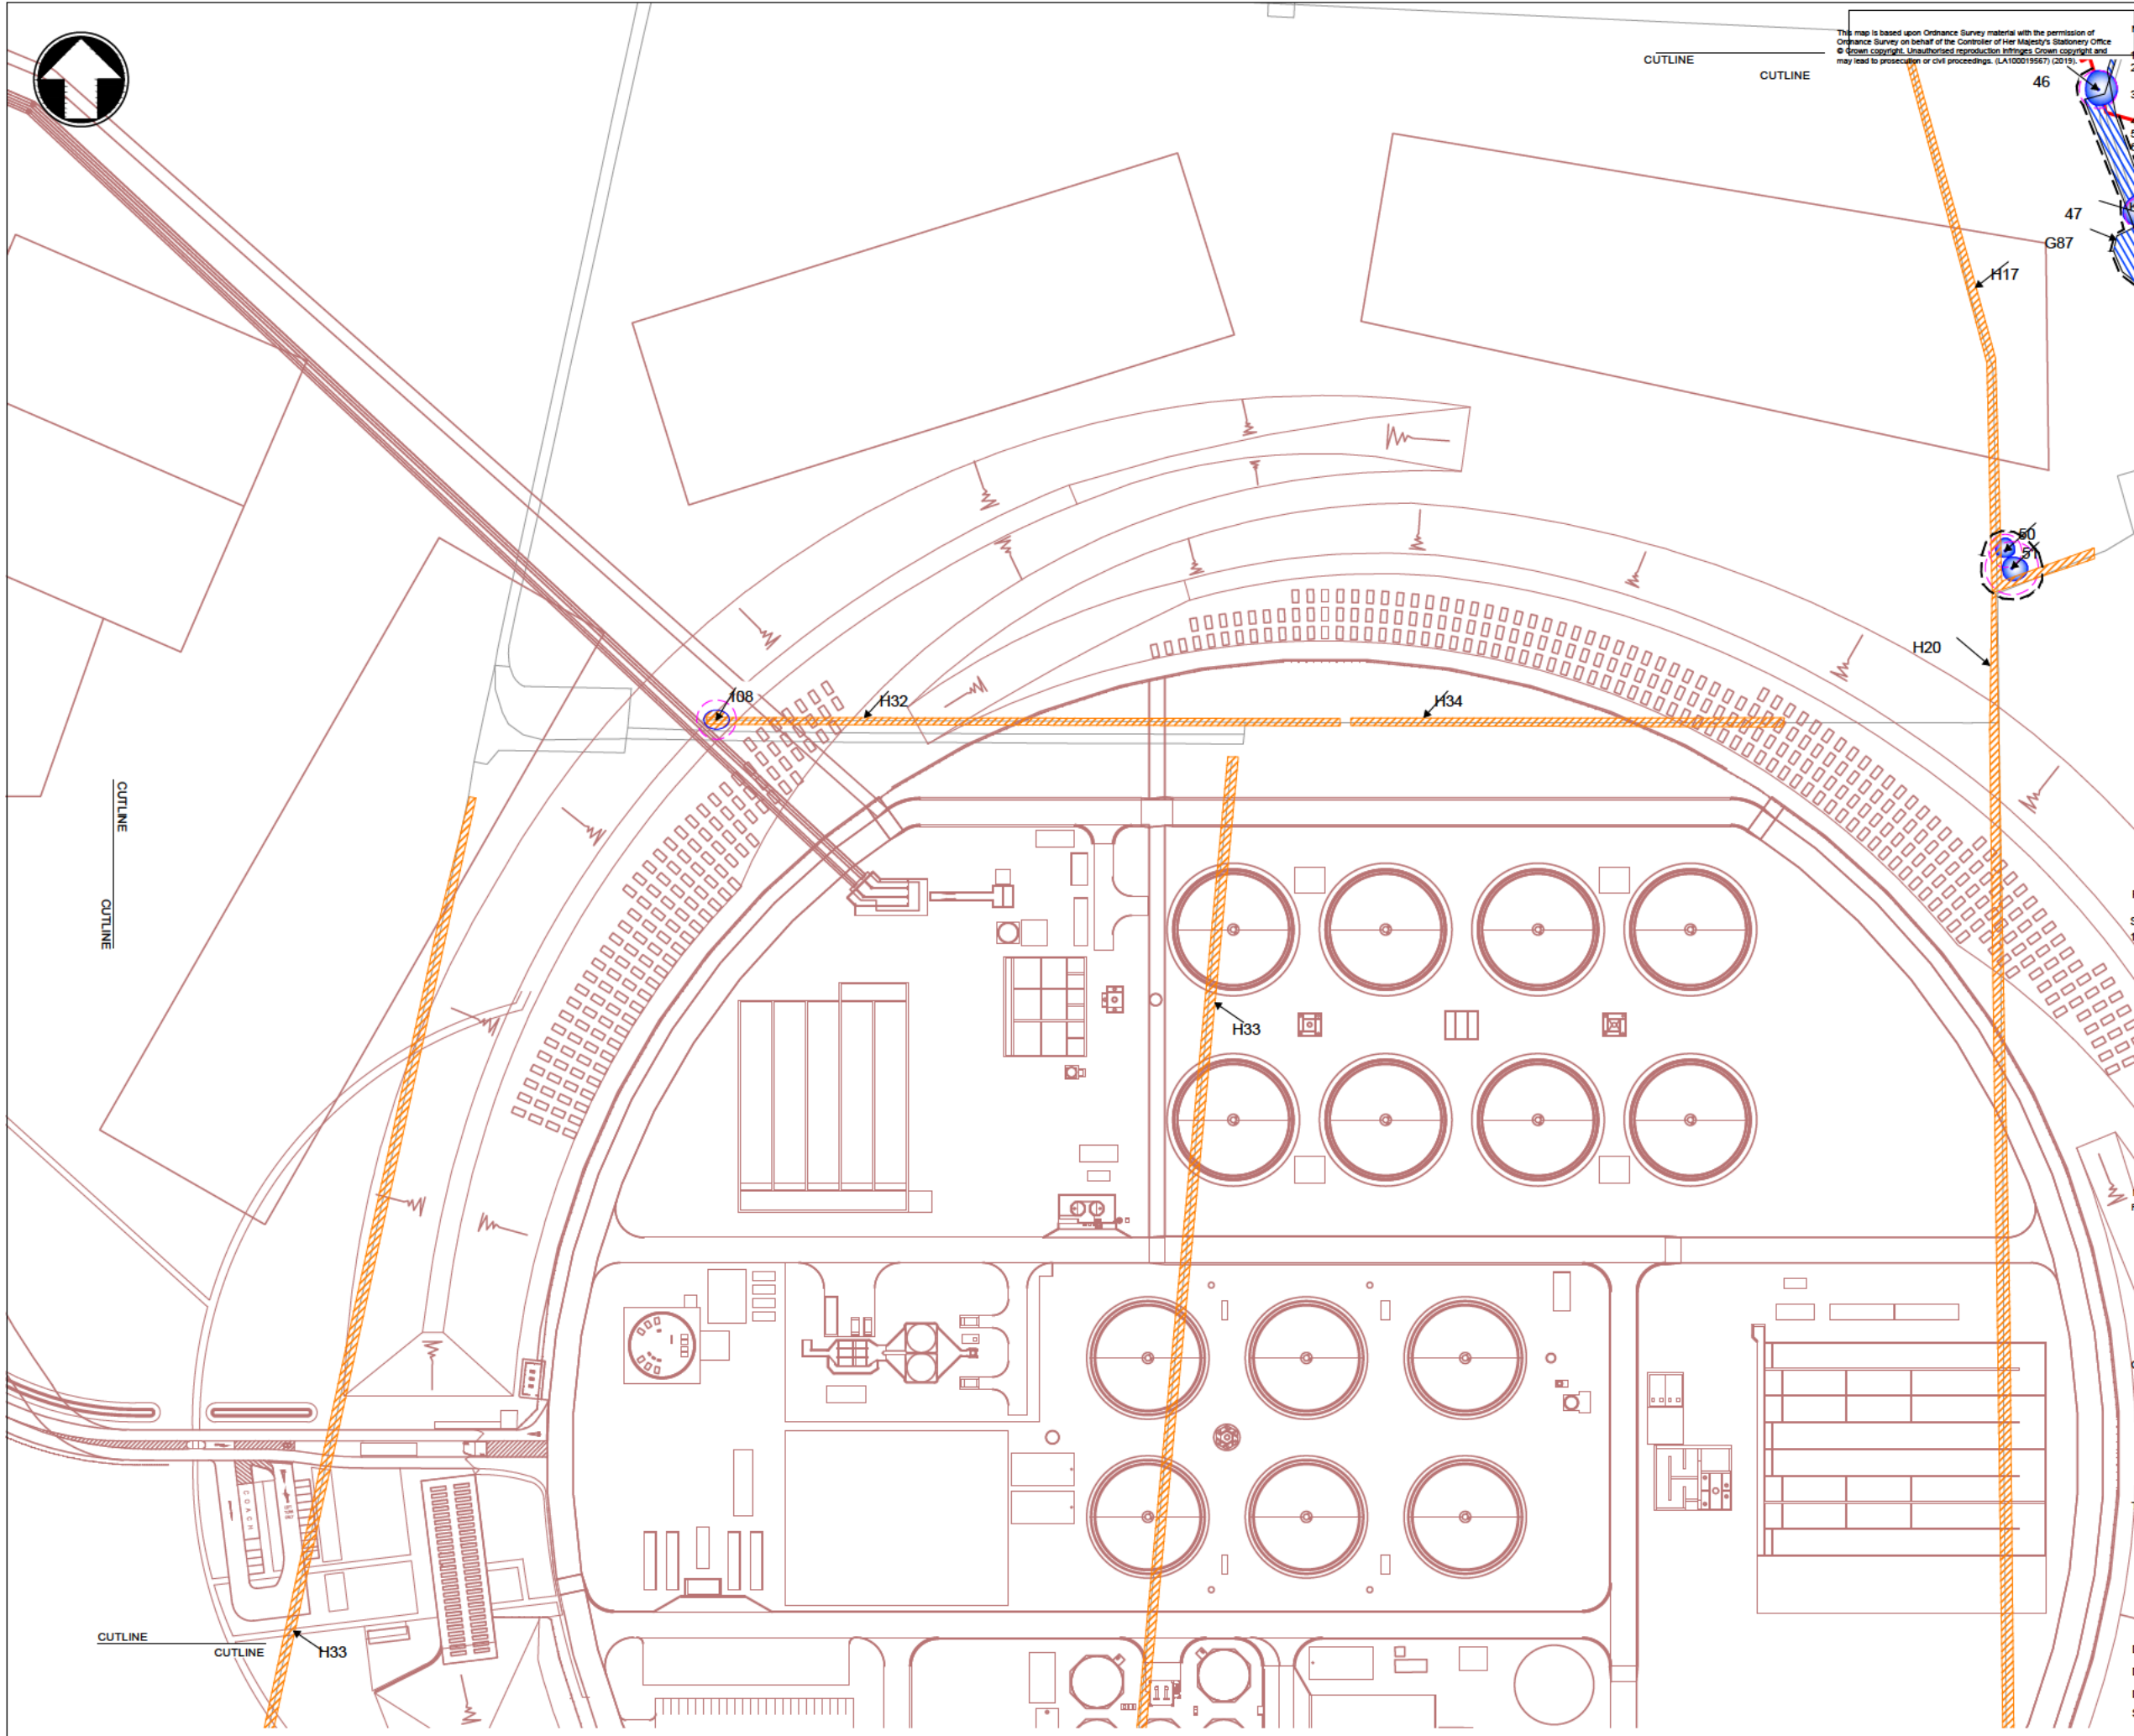 This map is based upon Ordnance Survey material with the permission of
Ordnance Survey on behalf of the Controller of Her Majesty's Stationery Office
© Crown copyright. Unauthorised reproduction infringes Crown copyright and
may lead to prosecution or civil proceedings. (LA100019567) (2019).
CUTLINE
CUTLINE
46
47
G87
H17
50
51
H20
108
H32
H34
CUTLINE
CUTLINE
H33
COACH
CUTLINE
CUTLINE
H33